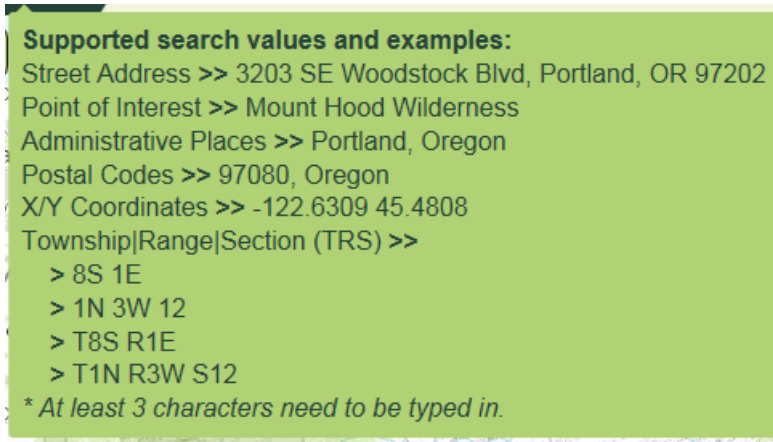 Supported search values and examples:
Street Address >> 3203 SE Woodstock Blvd, Portland, OR 97202
Point of Interest >> Mount Hood Wilderness
Administrative Places >> Portland, Oregon
Postal Codes >> 97080, Oregon
X/Y Coordinates >> -122.6309 45.4808
Township|Range|Section (TRS) >>
> 8S 1E
> 1N 3W 12
> T8S R1E
> T1N R3W S12
* At least 3 characters need to be typed in.